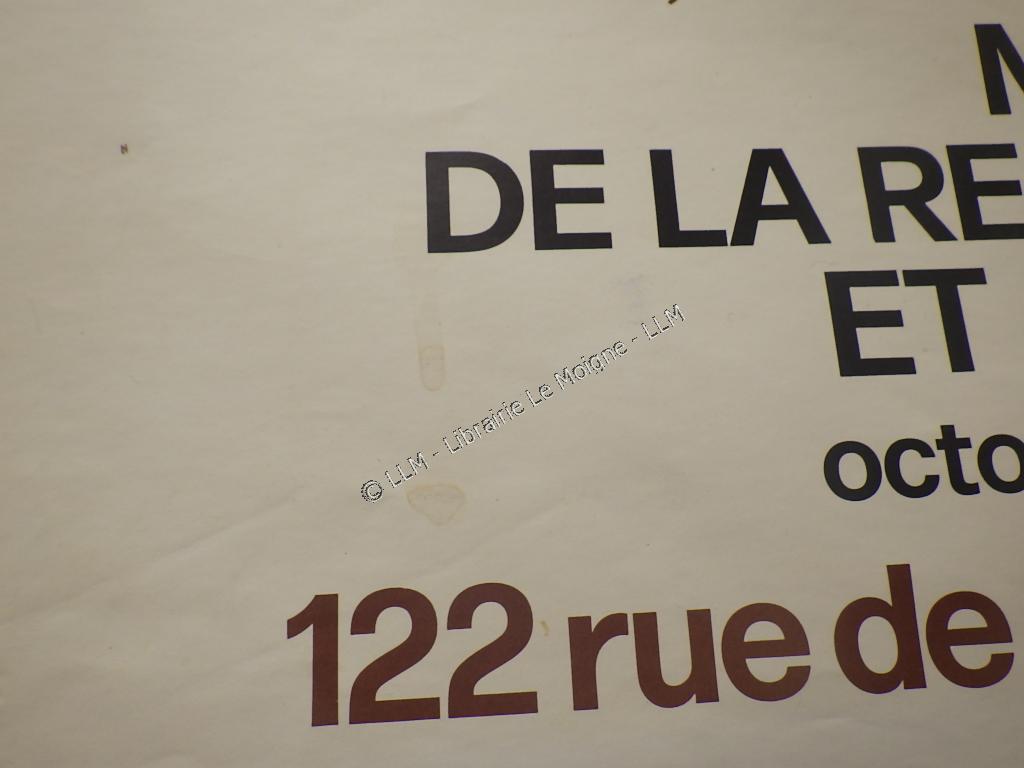 DE LA RE
ET
© LLM - Librairie Le Moigne - LLM
octo
122 rue de